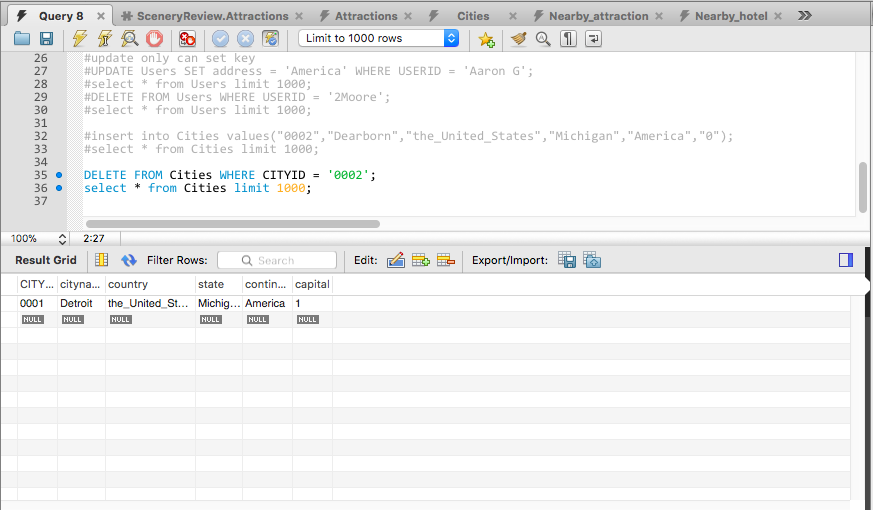 Query 8 SceneryReview.Attractions Attractions Cities Nearby_attraction Nearby_hotel
Limit to 1000 rows
26 #update only can set key
27 #UPDATE Users SET address = 'America' WHERE USERID = 'Aaron G';
28 #select * from Users limit 1000;
29 #DELETE FROM Users WHERE USERID = '2Moore';
30 #select * from Users limit 1000;
31
32 #insert into Cities values("0002","Dearborn","the_United_States","Michigan","America","0");
33 #select * from Cities limit 1000;
34
35 DELETE FROM Cities WHERE CITYID = '0002';
36 select * from Cities limit 1000;
37
100% 2:27
Result Grid Filter Rows: Search Edit: Export/Import:
CITY... cityna... country state contin... capital
0001 Detroit the_United_St... Michig... America 1
NULL NULL NULL NULL NULL NULL